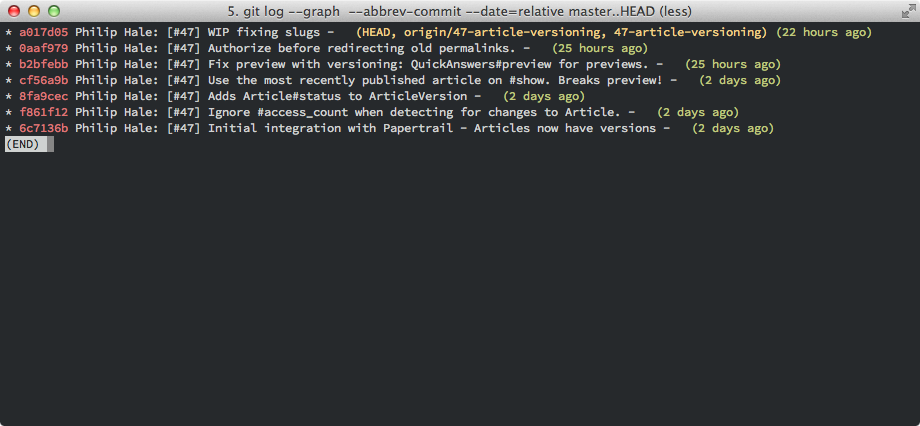 5. git log --graph  --abbrev-commit --date=relative master..HEAD (less)
* a017d05 Philip Hale: [#47] WIP fixing slugs -   (HEAD, origin/47-article-versioning, 47-article-versioning) (22 hours ago)
* 0aaf979 Philip Hale: [#47] Authorize before redirecting old permalinks. -   (25 hours ago)
* b2bfebb Philip Hale: [#47] Fix preview with versioning: QuickAnswers#preview for previews. -   (25 hours ago)
* cf56a9b Philip Hale: [#47] Use the most recently published article on #show. Breaks preview! -   (2 days ago)
* 8fa9cec Philip Hale: [#47] Adds Article#status to ArticleVersion -   (2 days ago)
* f861f12 Philip Hale: [#47] Ignore #access_count when detecting for changes to Article. -   (2 days ago)
* 6c7136b Philip Hale: [#47] Initial integration with Papertrail - Articles now have versions -   (2 days ago)
(END)